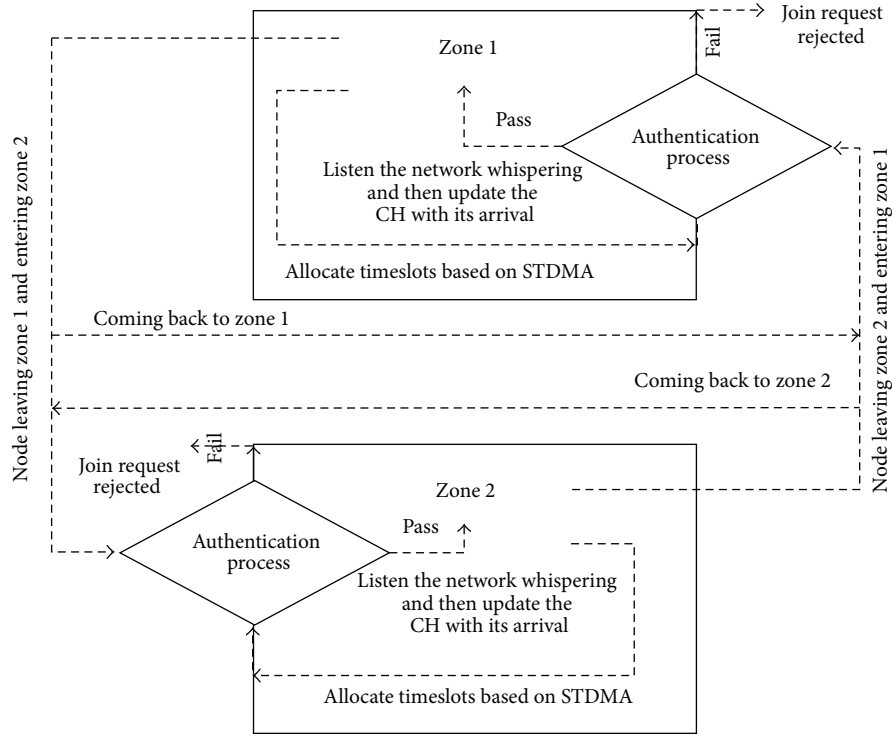 Join request
rejected
Fail
Zone 1
Pass
Authentication
process
Listen the network whispering
and then update the
CH with its arrival
Allocate timeslots based on STDMA
Node leaving zone 1 and entering zone 2
Node leaving zone 2 and entering zone 1
Coming back to zone 1
Coming back to zone 2
Fail
Join request
rejected
Zone 2
Pass
Authentication
process
Listen the network whispering
and then update the
CH with its arrival
Allocate timeslots based on STDMA